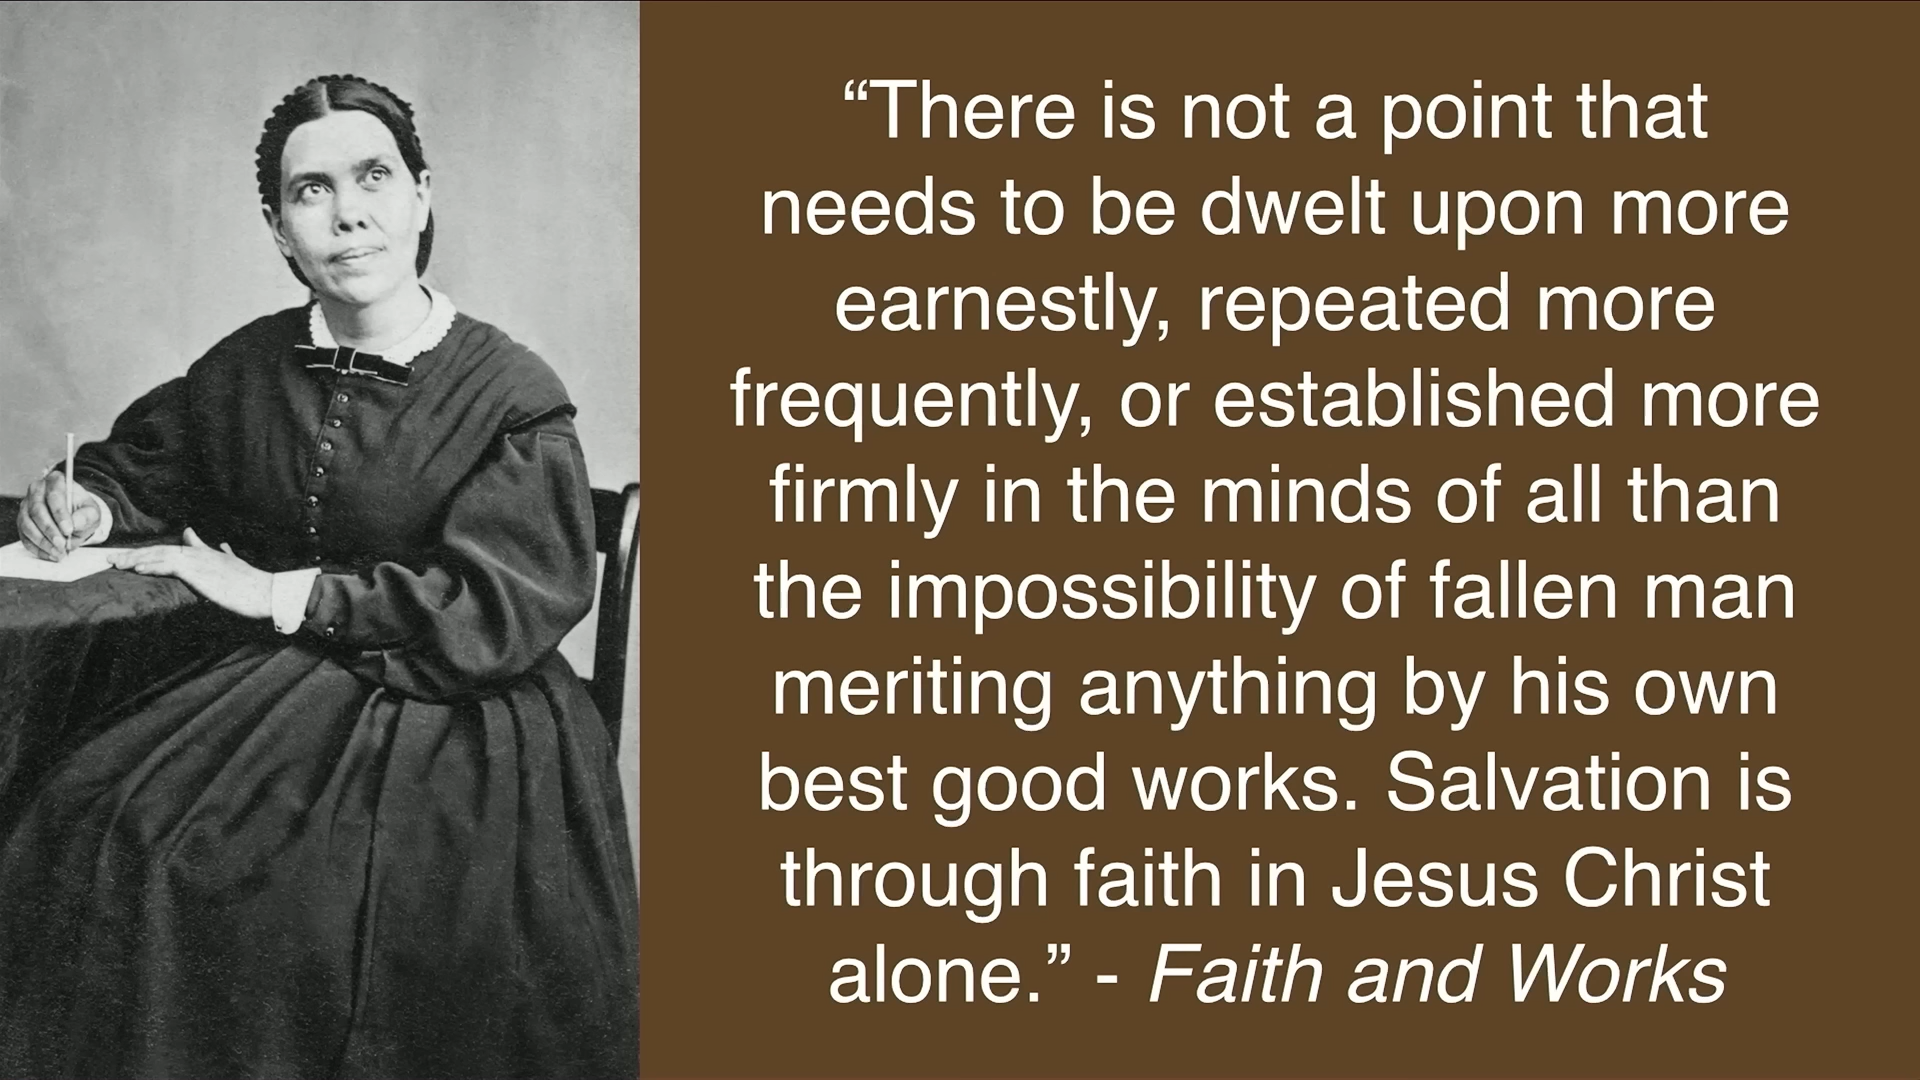 “There is not a point that
needs to be dwelt upon more
earnestly, repeated more
frequently, or established more
firmly in the minds of all than
the impossibility of fallen man
meriting anything by his own
best good works. Salvation is
through faith in Jesus Christ
alone.” - Faith and Works